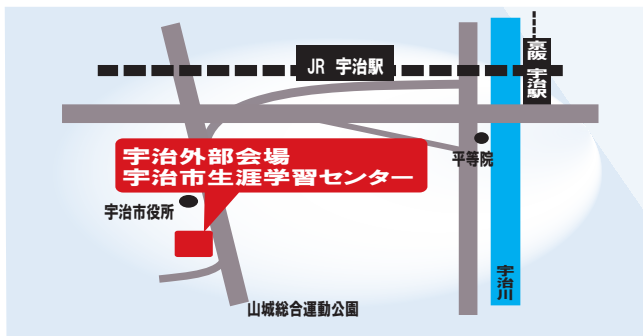 JR 宇治駅
京阪 宇治駅
宇治外部会場
宇治市生涯学習センター
平等院
宇治市役所
宇治川
山城総合運動公園